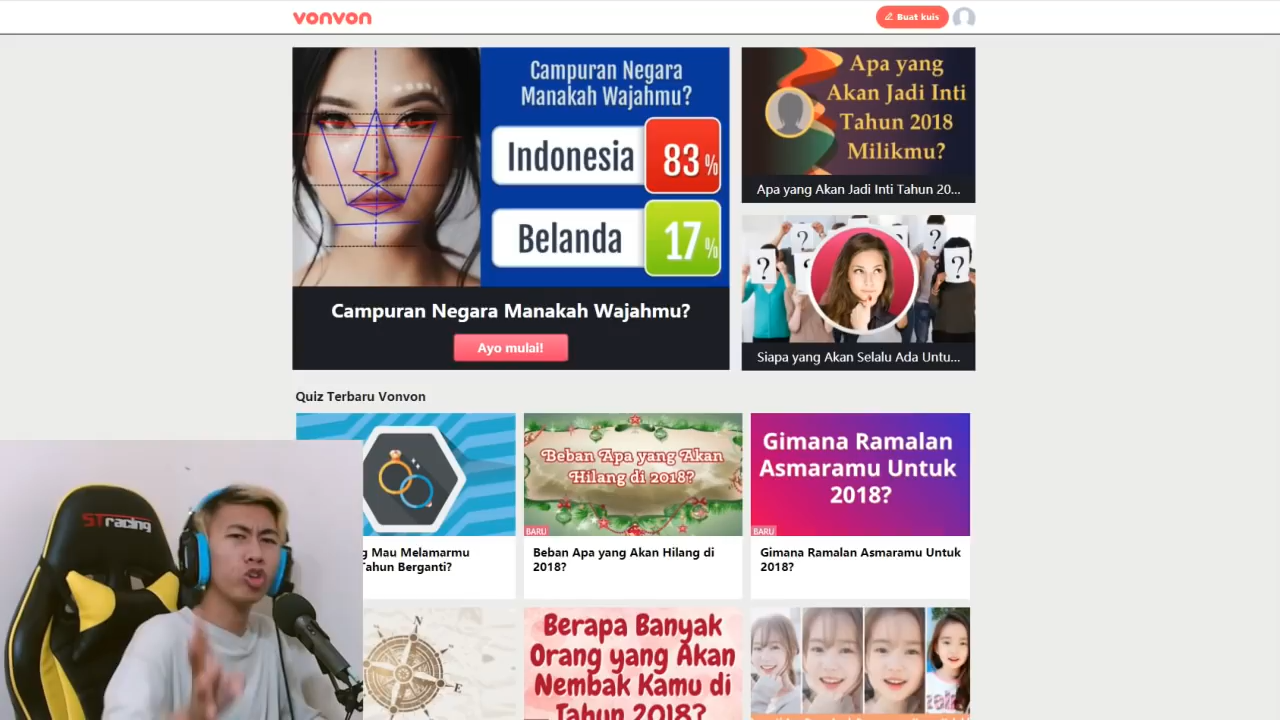 vonvon
Buat kuis
Campuran Negara
Manakah Wajahmu?
Indonesia
83%
Belanda
17%
Campuran Negara Manakah Wajahmu?
Ayo mulai!
Apa yang
Akan Jadi Inti
Tahun 2018
Milikmu?
Apa yang Akan Jadi Inti Tahun 20...
? ? ? ?
Siapa yang Akan Selalu Ada Untu...
Quiz Terbaru Vonvon
Mau Melamarmu
Berganti?
Beban Apa yang Akan
Hilang di 2018?
BARU
Beban Apa yang Akan Hilang di
2018?
Gimana Ramalan
Asmaramu Untuk
2018?
BARU
Gimana Ramalan Asmaramu Untuk
2018?
STracing
N
E
Berapa Banyak
Orang yang Akan
Nembak Kamu di
Tahun 2018?